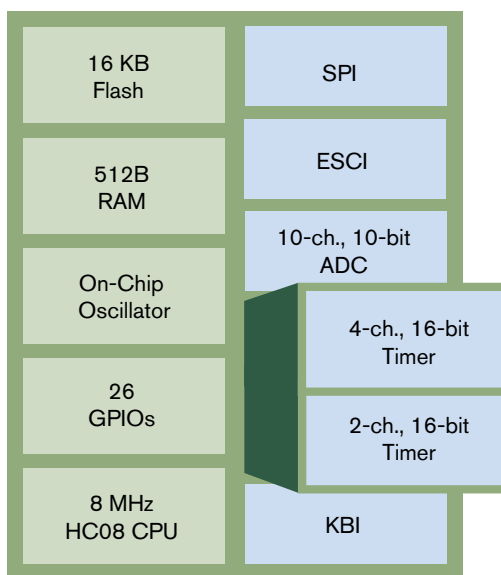 16 KB
Flash
512B
RAM
On-Chip
Oscillator
26
GPIOs
8 MHz
HC08 CPU
SPI
ESCI
10-ch., 10-bit
ADC
4-ch., 16-bit
Timer
2-ch., 16-bit
Timer
KBI